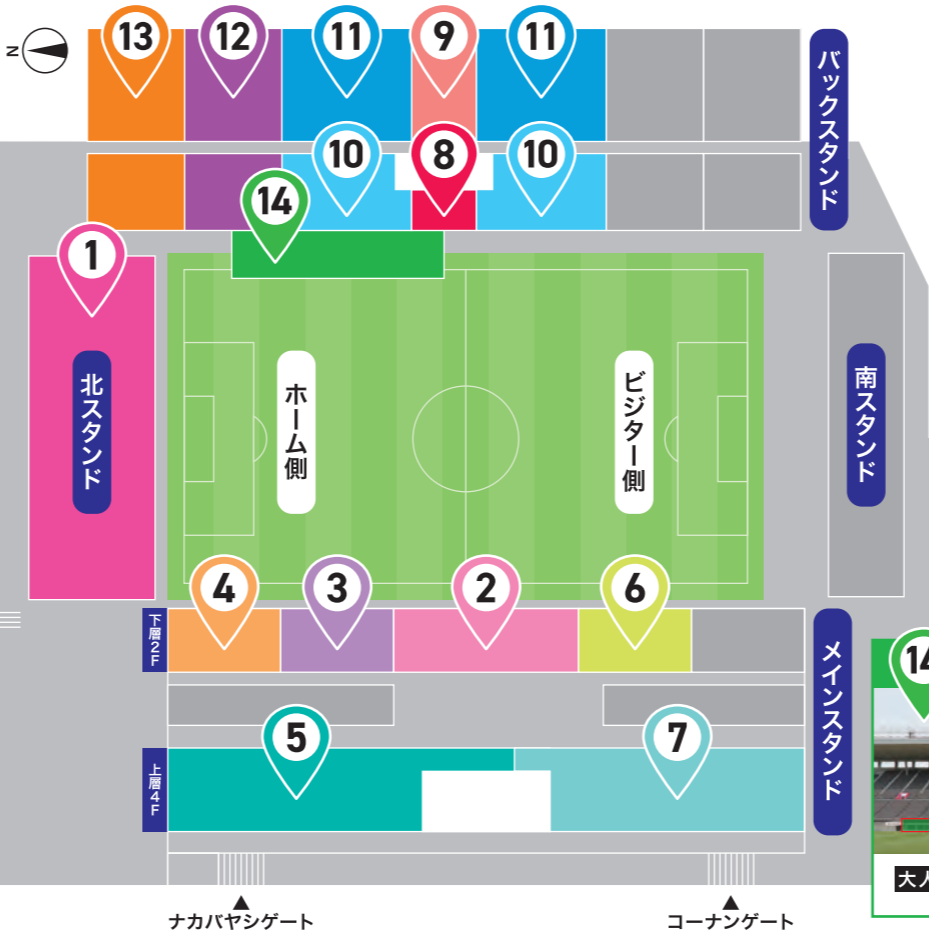 N
13
12
11
9
11
バックスタンド
10
8
10
14
1
北スタンド
ホーム側
ビジター側
南スタンド
4
3
2
6
下層2F
メインスタンド
14
5
7
上層4F
大人
ナカバヤシゲート
コーナンゲート